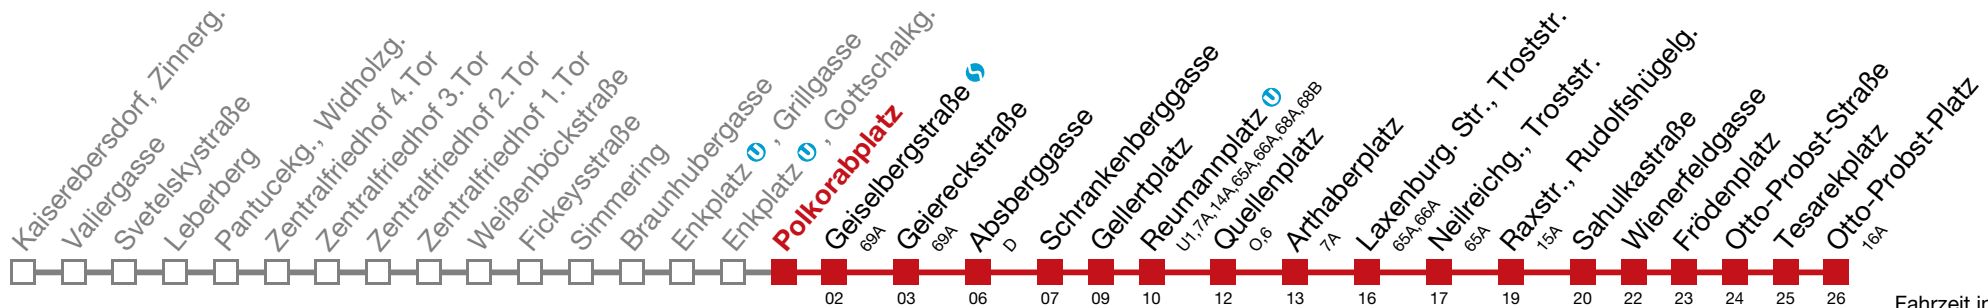 Kaiserebersdorf, Zinnerg.
Valiergasse
Svetelskystraße
Leberberg
Pantucekg., Widholzg.
Zentralfriedhof 4.Tor
Zentralfriedhof 3.Tor
Zentralfriedhof 2.Tor
Zentralfriedhof 1.Tor
Weißenböckstraße
Fickeysstraße
Simmering
Braunhubergasse
Enkplatz U , Grillgasse
Enkplatz U , Gottschalkg.
Polkorabplatz
Geiselbergstraße S
69A
Geiereckstraße
69A
Absberggasse
D
Schrankenberggasse
Gellertplatz
Reumannplatz U
U1,7A,14A,65A,66A,68A,68B
Quellenplatz
O,6
Arthaberplatz
7A
Laxenburg. Str., Troststr.
65A,66A
Neilreichg., Troststr.
65A
Raxstr., Rudolfshügelg.
15A
Sahulkastraße
Wienerfeldgasse
Frödenplatz
Otto-Probst-Straße
Tesarekplatz
Otto-Probst-Platz
16A
02 03 06 07 09 10 12 13 16 17 19 20 22 23 24 25 26
Fahrzeit in